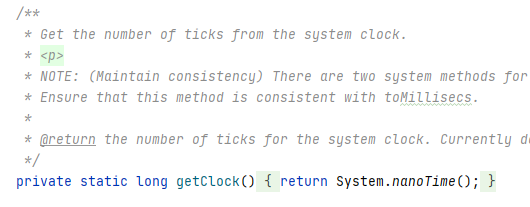 /**
* Get the number of ticks from the system clock.
* <p>
* NOTE: (Maintain consistency) There are two system methods for
* Ensure that this method is consistent with toMillisecs.
*
* @return the number of ticks for the system clock. Currently
*/
private static long getClock() { return System.nanoTime(); }